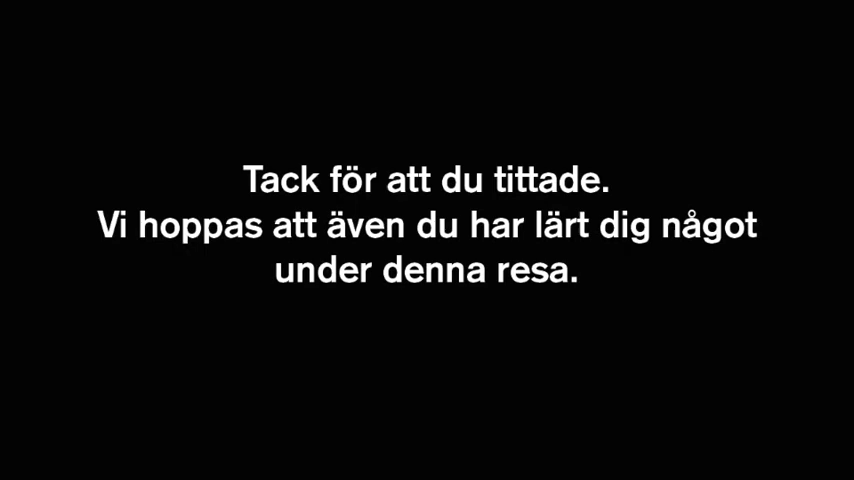 Tack för att du tittade.
Vi hoppas att även du har lärt dig något
under denna resa.